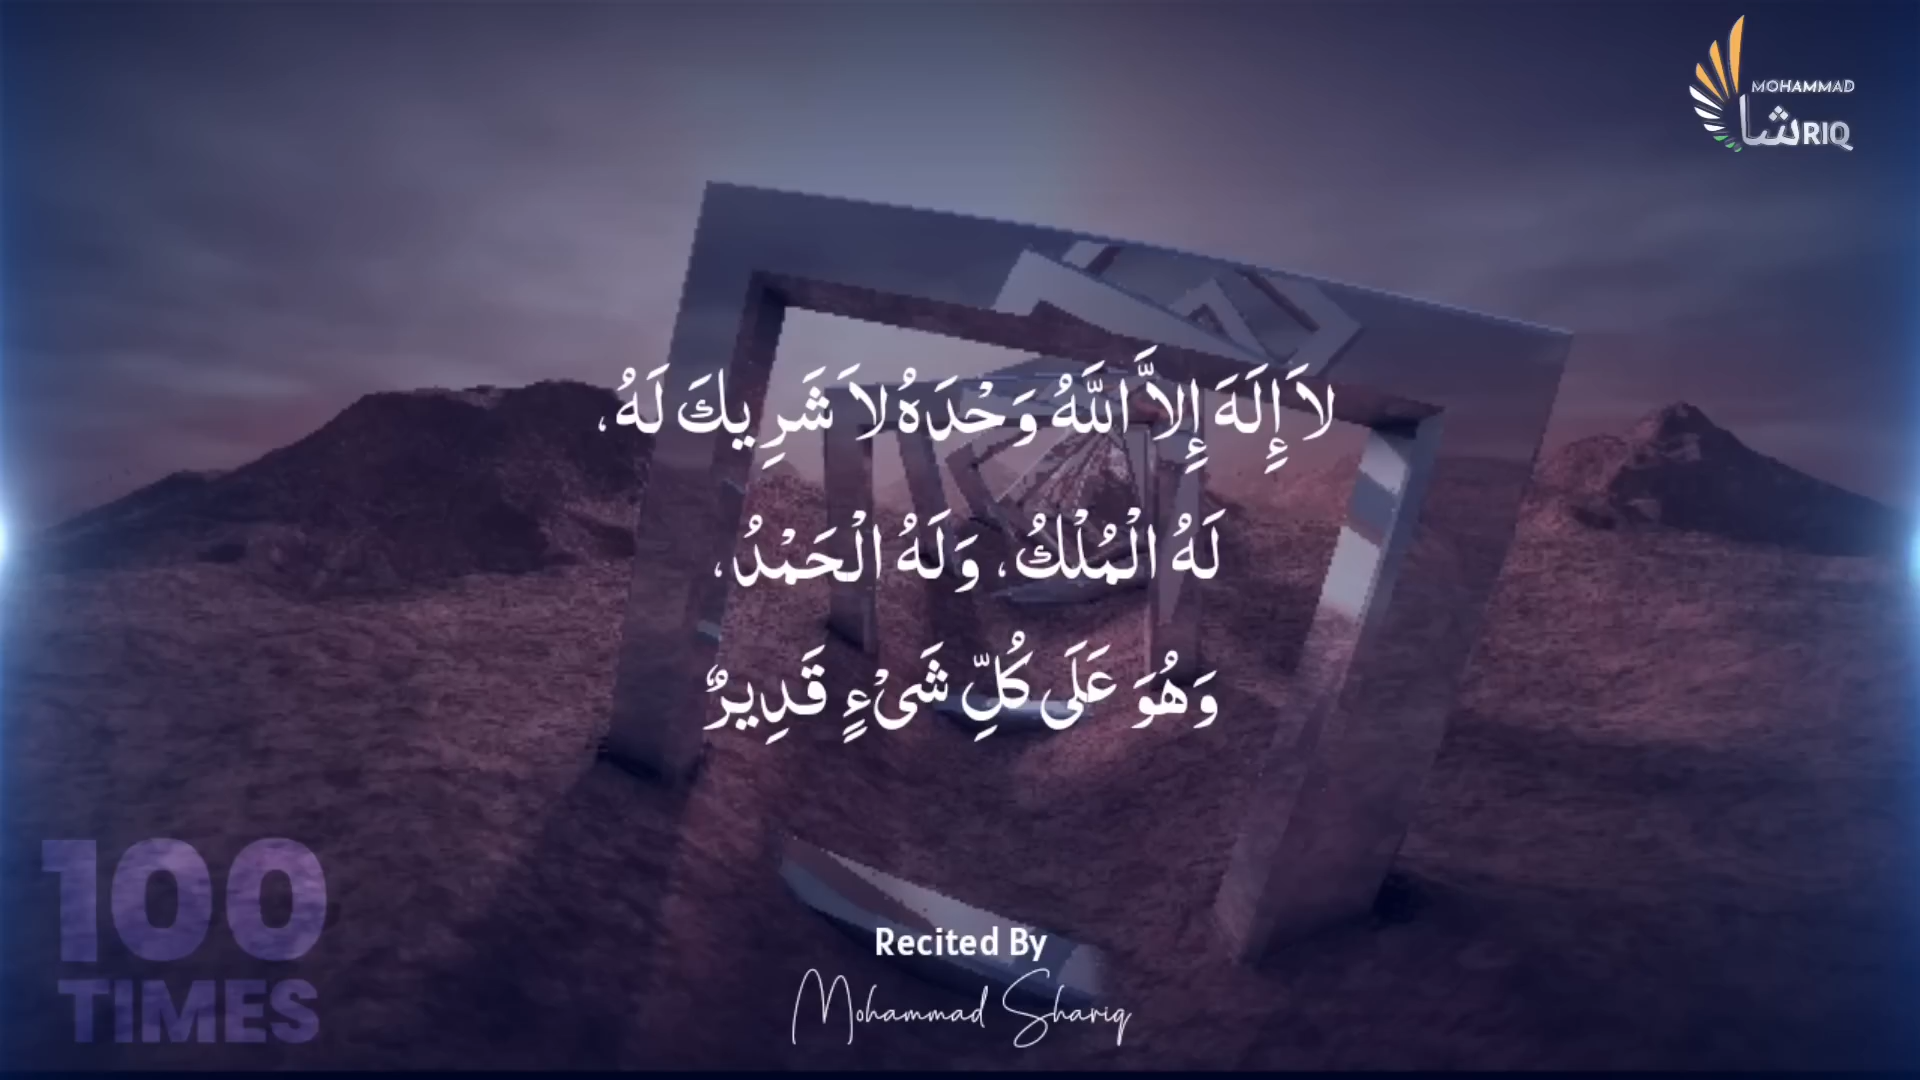 MOHAMMAD
شاRIQ
لاَ إِلَهَ إِلاَّ اللَّهُ وَحْدَهُ لاَ شَرِيكَ لَهُ،
لَهُ الْمُلْكُ، وَلَهُ الْحَمْدُ،
وَهُوَ عَلَى كُلِّ شَىْءٍ قَدِيرٌ
100
TIMES
Recited By
Mohammad Shariq